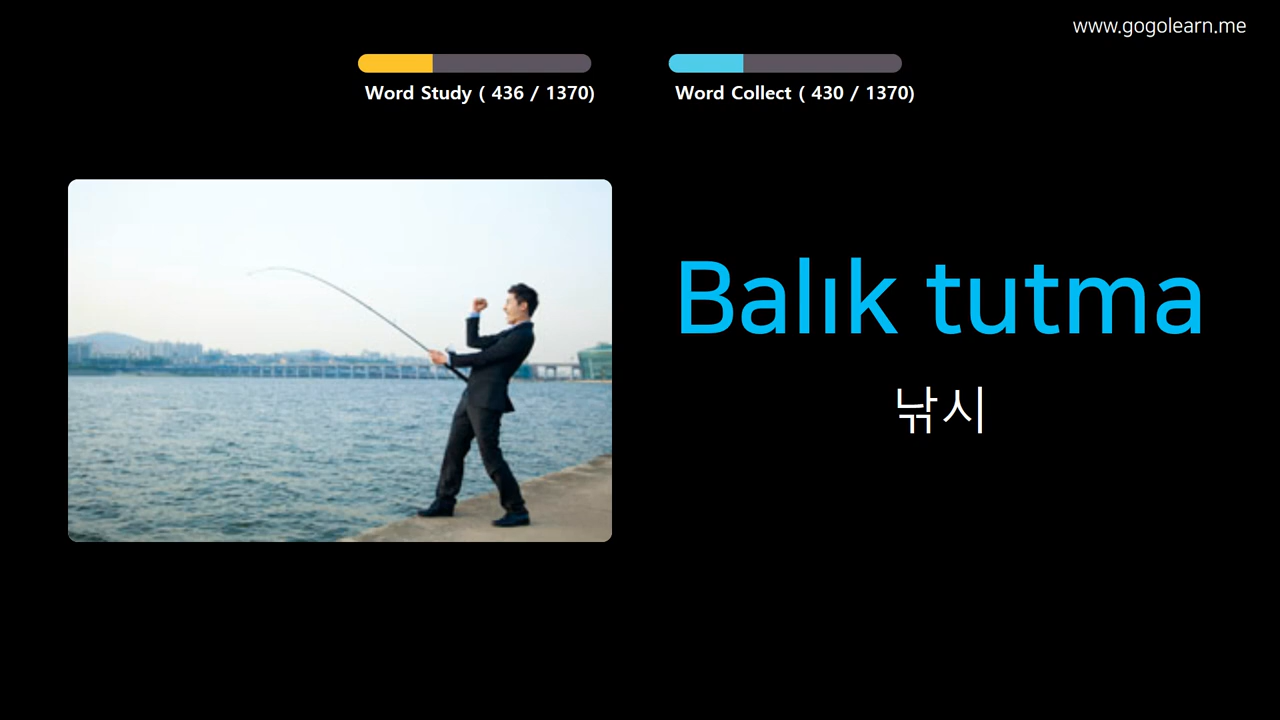 www.gogolearn.me
Word Study ( 436 / 1370)
Word Collect ( 430 / 1370)
Balık tutma
낚시